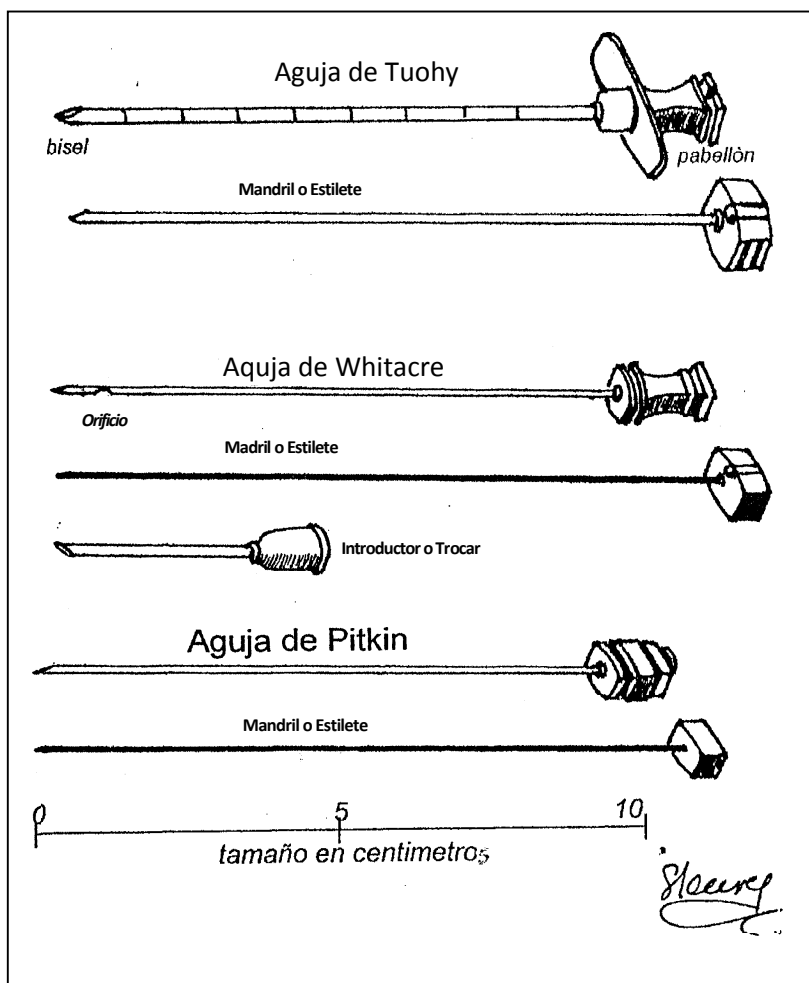 Aguja de Tuohy
bisel
pabellòn
Mandril o Estilete
Aquja de Whitacre
Orificio
Madril o Estilete
Introductor o Trocar
Aguja de Pitkin
Mandril o Estilete
0 5 10
tamaño en centimetros